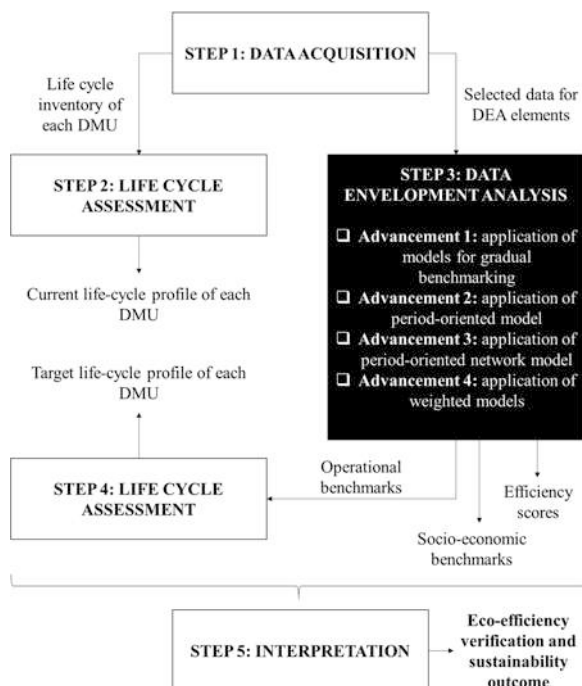 STEP 1: DATA ACQUISITION
Life cycle
inventory of
each DMU
Selected data for
DEA elements
STEP 2: LIFE CYCLE
ASSESSMENT
STEP 3: DATA
ENVELOPMENT ANALYSIS
❑ Advancement 1: application of
models for gradual
benchmarking
❑ Advancement 2: application of
period-oriented model
❑ Advancement 3: application of
period-oriented network model
❑ Advancement 4: application of
weighted models
Current life-cycle profile of each
DMU
Target life-cycle profile of each
DMU
STEP 4: LIFE CYCLE
ASSESSMENT
Operational
benchmarks
Efficiency
scores
Socio-economic
benchmarks
STEP 5: INTERPRETATION
Eco-efficiency
verification and
sustainability
outcome